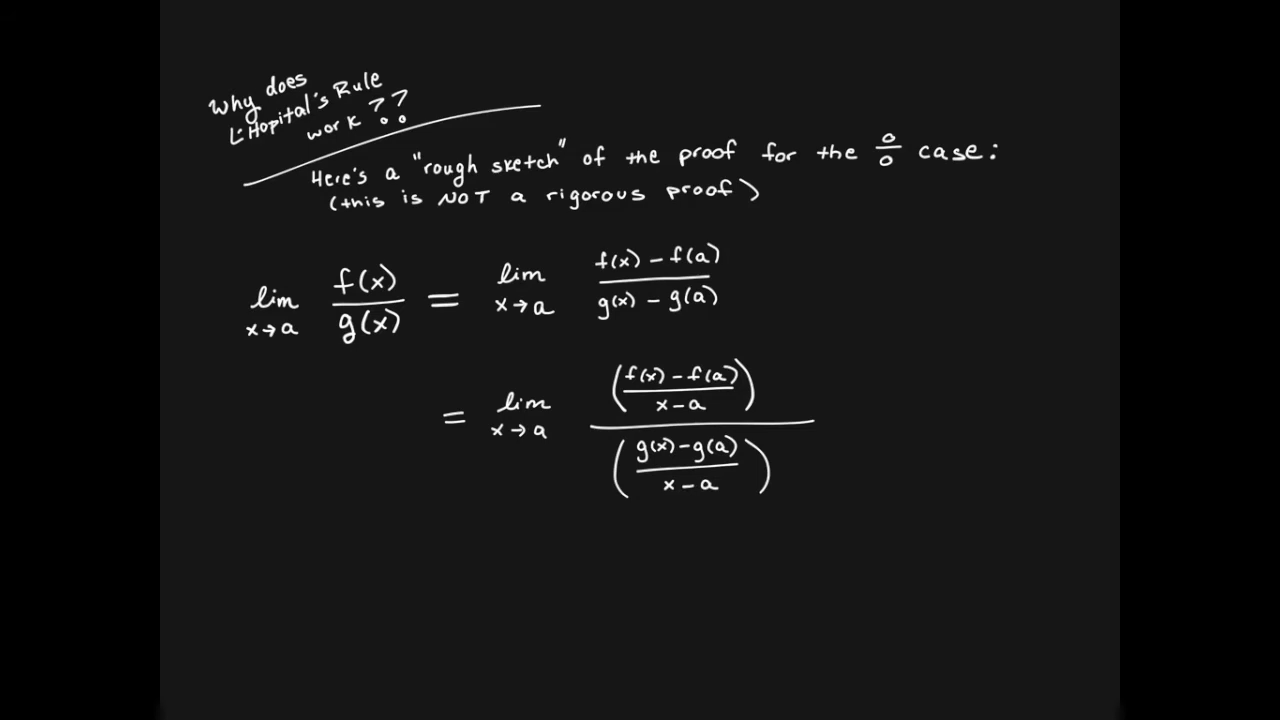 Why does
L'Hopital's Rule
work ??
Here's a "rough sketch" of the proof for the 0/0 case:
(this is NOT a rigorous proof)
lim x→a f(x)/g(x) = lim x→a (f(x) - f(a))/(g(x) - g(a))
= lim x→a ((f(x) - f(a))/(x - a))/((g(x) - g(a))/(x - a))